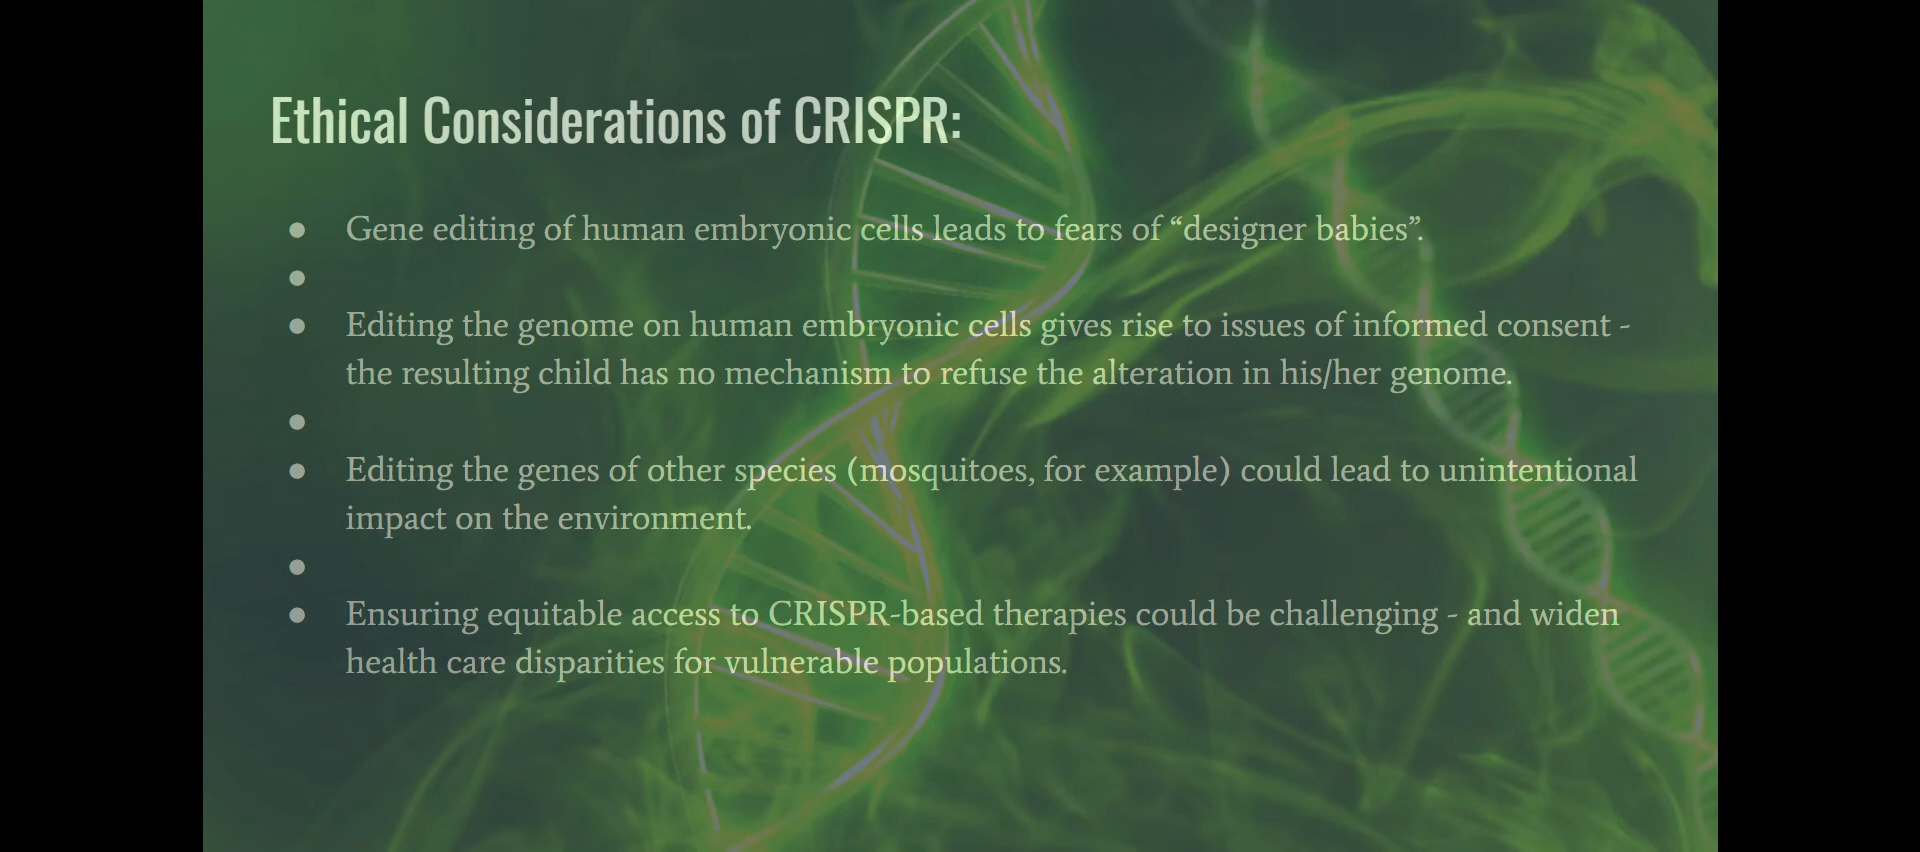 Ethical Considerations of CRISPR:
● Gene editing of human embryonic cells leads to fears of “designer babies”.
●
● Editing the genome on human embryonic cells gives rise to issues of informed consent -
the resulting child has no mechanism to refuse the alteration in his/her genome.
●
● Editing the genes of other species (mosquitoes, for example) could lead to unintentional
impact on the environment.
●
● Ensuring equitable access to CRISPR-based therapies could be challenging - and widen
health care disparities for vulnerable populations.